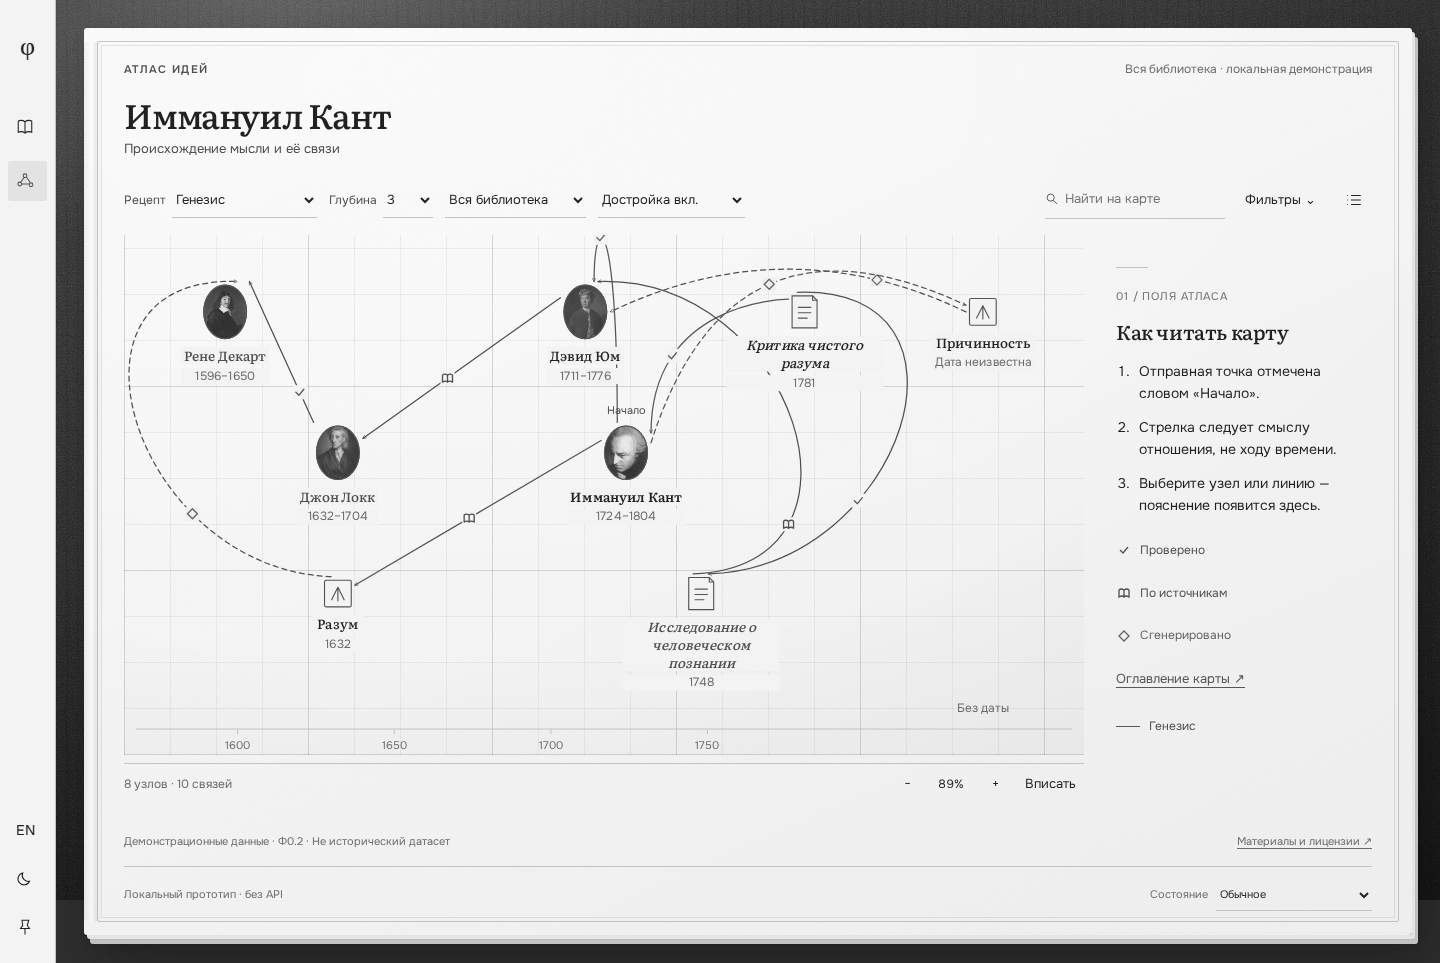 φ
АТЛАС ИДЕЙ
Вся библиотека · локальная демонстрация
Иммануил Кант
Происхождение мысли и её связи
Рецепт Генезис Глубина 3 Вся библиотека Достройка вкл. Найти на карте Фильтры
Рене Декарт
1596–1650
Дэвид Юм
1711–1776
Критика чистого
разума
1781
Причинность
Дата неизвестна
Начало
Джон Локк
1632–1704
Иммануил Кант
1724–1804
Разум
1632
Исследование о
человеческом
познании
1748
Без даты
1600 1650 1700 1750
8 узлов · 10 связей
− 89% + Вписать
01 / ПОЛЯ АТЛАСА
Как читать карту
1. Отправная точка отмечена
словом «Начало».
2. Стрелка следует смыслу
отношения, не ходу времени.
3. Выберите узел или линию —
пояснение появится здесь.
Проверено
По источникам
Сгенерировано
Оглавление карты ↗
Генезис
EN
Демонстрационные данные · Ф0.2 · Не исторический датасет
Материалы и лицензии ↗
Локальный прототип · без API
Состояние Обычное